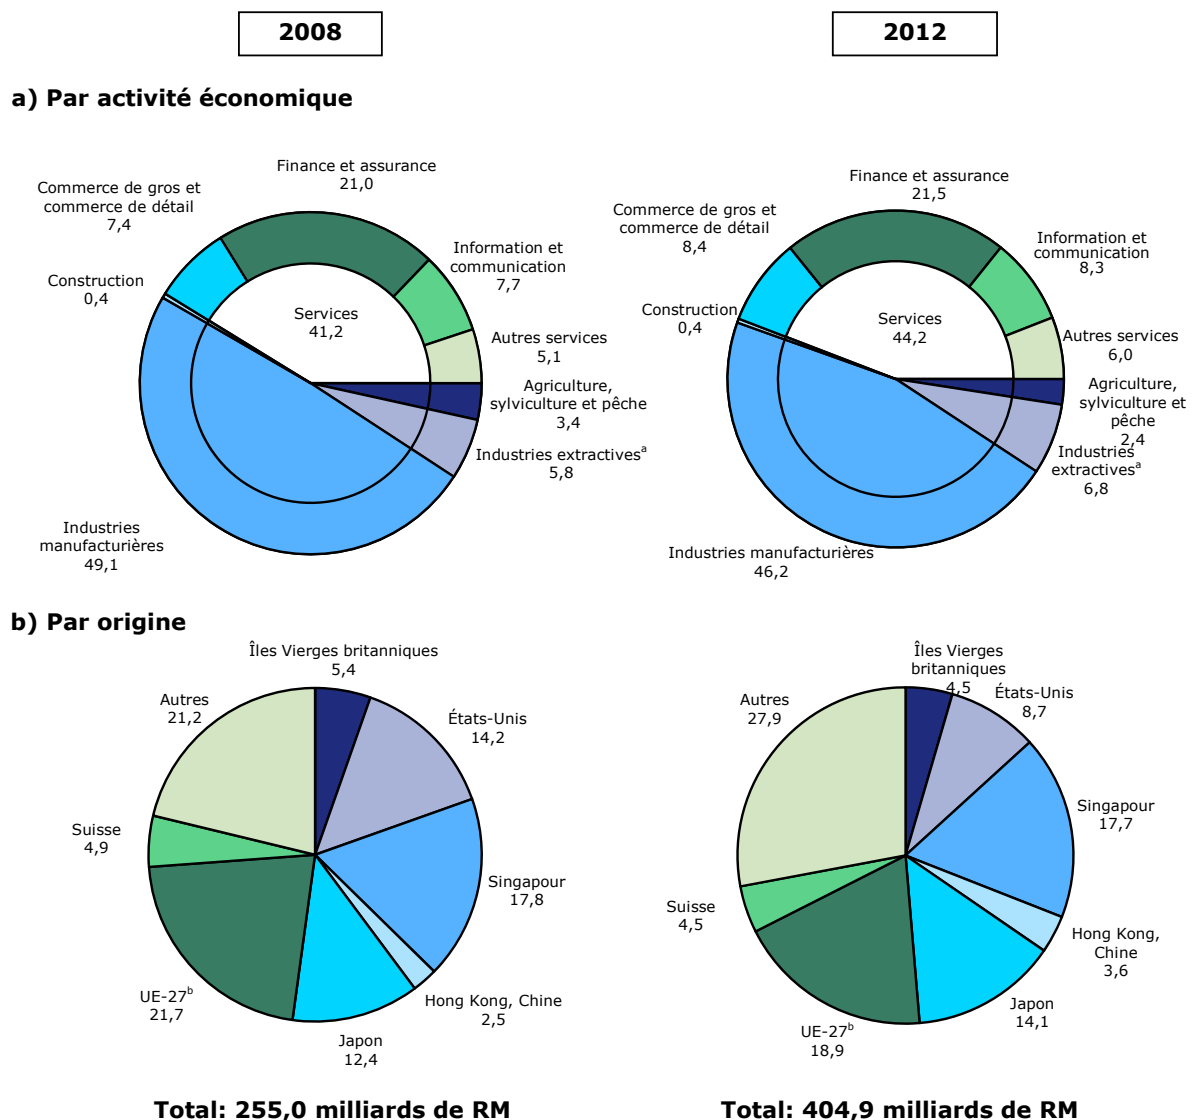 2008
2012
a) Par activité économique
Finance et assurance
21,0
Commerce de gros et
commerce de détail
7,4
Information et
communication
7,7
Construction
0,4
Services
41,2
Autres services
5,1
Agriculture,
sylviculture et pêche
3,4
Industries extractivesᵃ
5,8
Industries
manufacturières
49,1
Finance et assurance
21,5
Commerce de gros et
commerce de détail
8,4
Information et
communication
8,3
Construction
0,4
Services
44,2
Autres services
6,0
Agriculture,
sylviculture et
pêche
2,4
Industries
extractivesᵃ
6,8
Industries manufacturières
46,2
b) Par origine
Îles Vierges britanniques
5,4
Autres
21,2
États-Unis
14,2
Suisse
4,9
Singapour
17,8
UE-27ᵇ
21,7
Hong Kong, Chine
2,5
Japon
12,4
Total: 255,0 milliards de RM
Îles Vierges
britanniques
4,5
États-Unis
8,7
Autres
27,9
Singapour
17,7
Suisse
4,5
Hong Kong,
Chine
3,6
Japon
14,1
UE-27ᵇ
18,9
Total: 404,9 milliards de RM